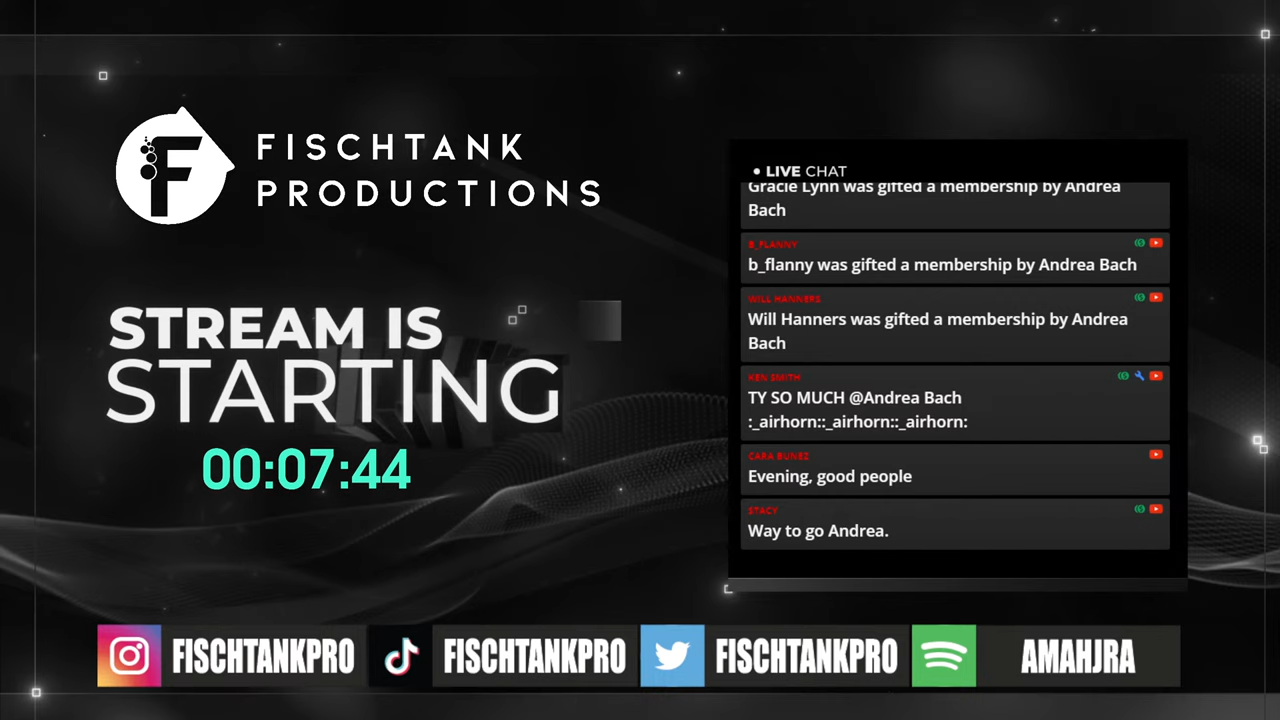 FISCHTANK
PRODUCTIONS
STREAM IS
STARTING
00:07:44
• LIVE CHAT
Gracie Lynn was gifted a membership by Andrea
Bach
B_FLANNY
b_flanny was gifted a membership by Andrea Bach
WILL HANNERS
Will Hanners was gifted a membership by Andrea
Bach
KEN SMITH
TY SO MUCH @Andrea Bach
:_airhorn::_airhorn::_airhorn:
CARA BUNEZ
Evening, good people
STACY
Way to go Andrea.
FISCHTANKPRO
FISCHTANKPRO
FISCHTANKPRO
AMAHJRA